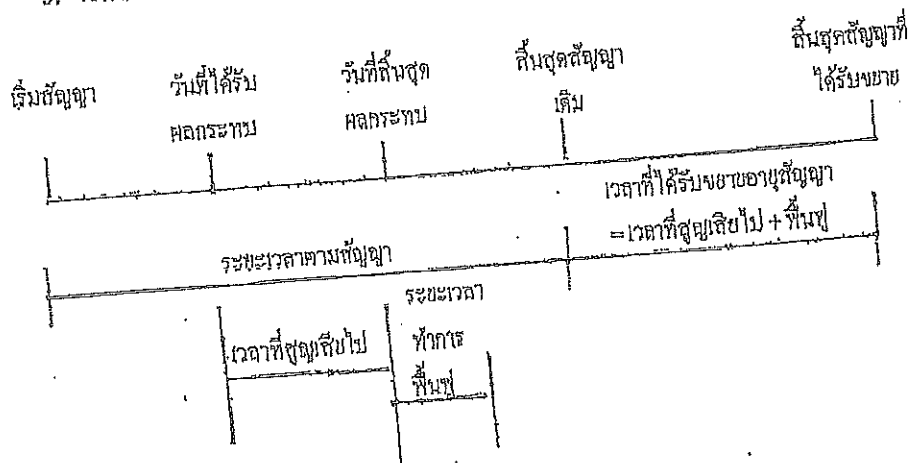 เริ่มสัญญา
วันที่ได้รับ
ผลกระทบ
วันที่สิ้นสุด
ผลกระทบ
สิ้นสุดสัญญา
เดิม
สิ้นสุดสัญญาที่
ได้รับขยาย
ระยะเวลาตามสัญญา
เวลาที่ได้รับขยายอายุสัญญา
=เวลาที่สูญเสียไป + ฟื้นฟู
เวลาที่สูญเสียไป
ระยะเวลา
ทำการ
ฟื้นฟู